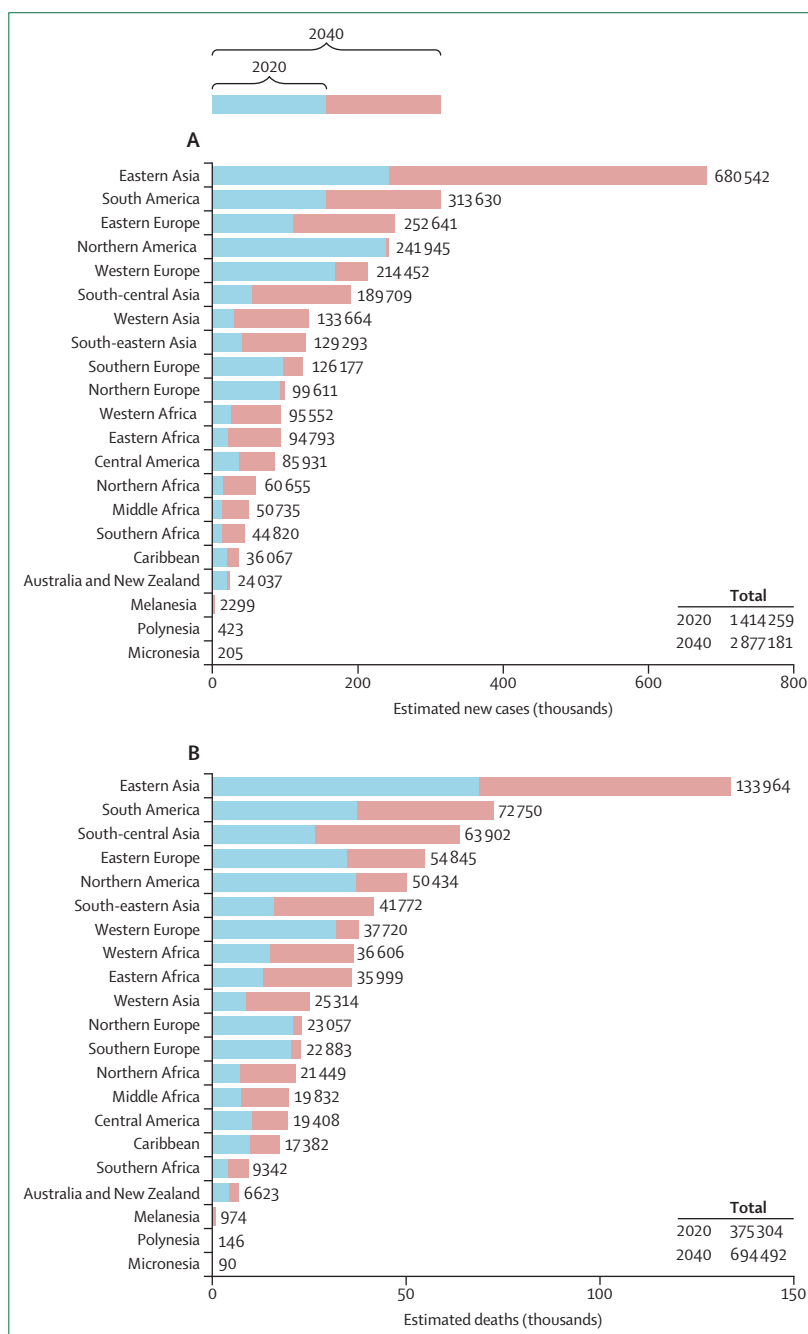 2040
2020
A
Eastern Asia 680 542
South America 313 630
Eastern Europe 252 641
Northern America 241 945
Western Europe 214 452
South-central Asia 189 709
Western Asia 133 664
South-eastern Asia 129 293
Southern Europe 126 177
Northern Europe 99 611
Western Africa 95 552
Eastern Africa 94 793
Central America 85 931
Northern Africa 60 655
Middle Africa 50 735
Southern Africa 44 820
Caribbean 36 067
Australia and New Zealand 24 037
Melanesia 2299
Polynesia 423
Micronesia 205
Total
2020 1 414 259
2040 2 877 181
0 200 400 600 800
Estimated new cases (thousands)
B
Eastern Asia 133 964
South America 72 750
South-central Asia 63 902
Eastern Europe 54 845
Northern America 50 434
South-eastern Asia 41 772
Western Europe 37 720
Western Africa 36 606
Eastern Africa 35 999
Western Asia 25 314
Northern Europe 23 057
Southern Europe 22 883
Northern Africa 21 449
Middle Africa 19 832
Central America 19 408
Caribbean 17 382
Southern Africa 9342
Australia and New Zealand 6623
Melanesia 974
Polynesia 146
Micronesia 90
Total
2020 375 304
2040 694 492
0 50 100 150
Estimated deaths (thousands)